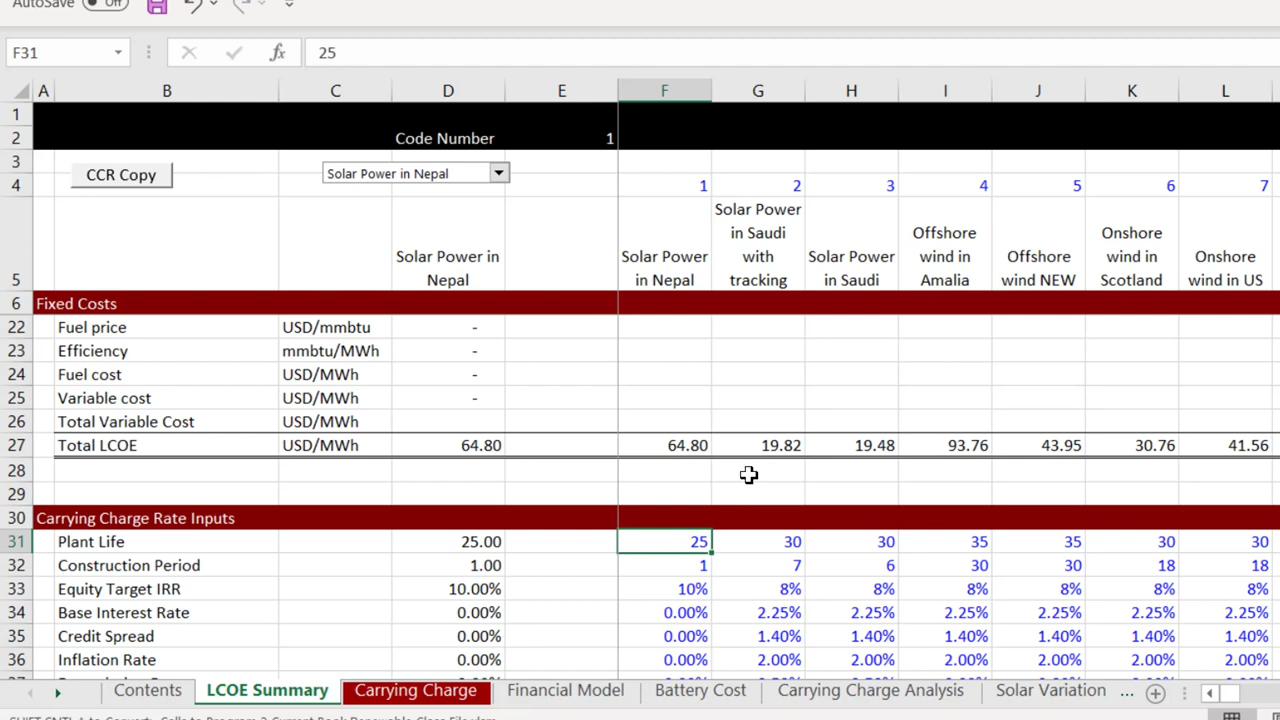 AutoSave Off
F31 fx 25
A B C D E F G H I J K L
1
2 Code Number 1
3 CCR Copy Solar Power in Nepal
4 1 2 3 4 5 6 7
5 Solar Power in Nepal Solar Power in Nepal Solar Power in Saudi with tracking Solar Power in Saudi Offshore wind in Amalia Offshore wind NEW Onshore wind in Scotland Onshore wind in US
6 Fixed Costs
22 Fuel price USD/mmbtu -
23 Efficiency mmbtu/MWh -
24 Fuel cost USD/MWh -
25 Variable cost USD/MWh -
26 Total Variable Cost USD/MWh
27 Total LCOE USD/MWh 64.80 64.80 19.82 19.48 93.76 43.95 30.76 41.56
28
29
30 Carrying Charge Rate Inputs
31 Plant Life 25.00 25 30 30 35 35 30 30
32 Construction Period 1.00 1 7 6 30 30 18 18
33 Equity Target IRR 10.00% 10% 8% 8% 8% 8% 8% 8%
34 Base Interest Rate 0.00% 0.00% 2.25% 2.25% 2.25% 2.25% 2.25% 2.25%
35 Credit Spread 0.00% 0.00% 1.40% 1.40% 1.40% 1.40% 1.40% 1.40%
36 Inflation Rate 0.00% 0.00% 2.00% 2.00% 2.00% 2.00% 2.00% 2.00%
Contents LCOE Summary Carrying Charge Financial Model Battery Cost Carrying Charge Analysis Solar Variation ...